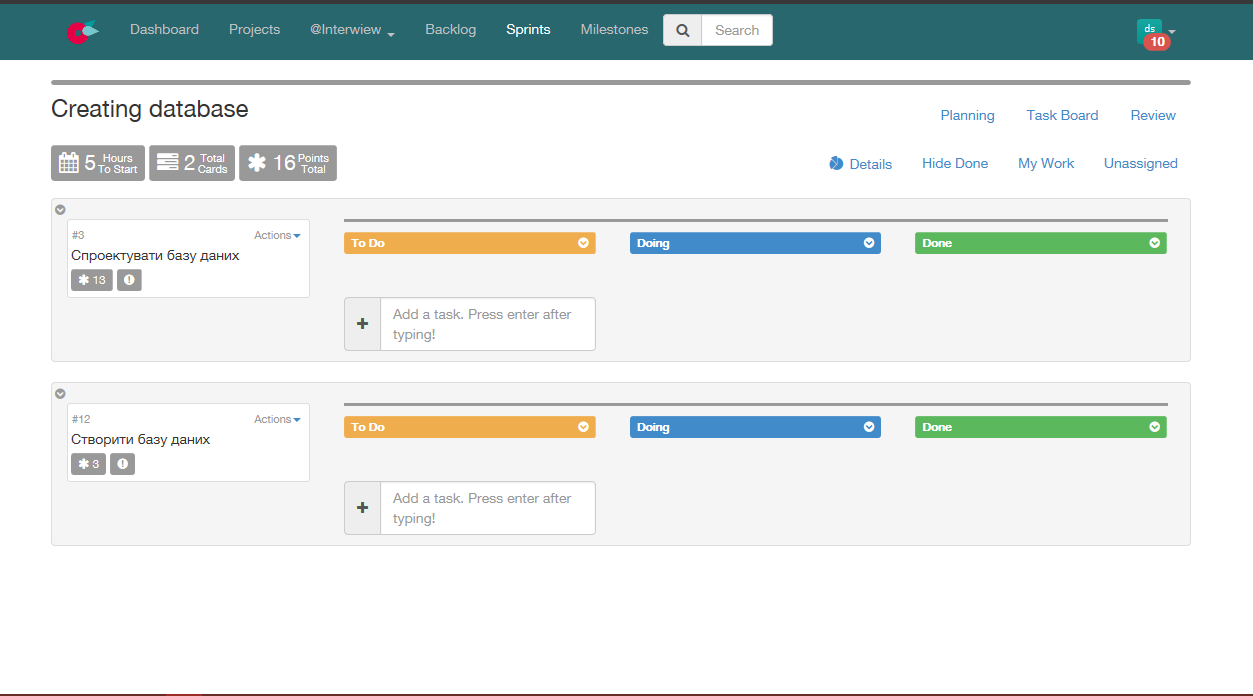 Dashboard Projects @Interwiew Backlog Sprints Milestones Search ds 10
Creating database
Planning Task Board Review
5 Hours To Start 2 Total Cards 16 Points Total
Details Hide Done My Work Unassigned
#3 Actions
Спроектувати базу даних
13
To Do Doing Done
Add a task. Press enter after
typing!
#12 Actions
Створити базу даних
3
To Do Doing Done
Add a task. Press enter after
typing!